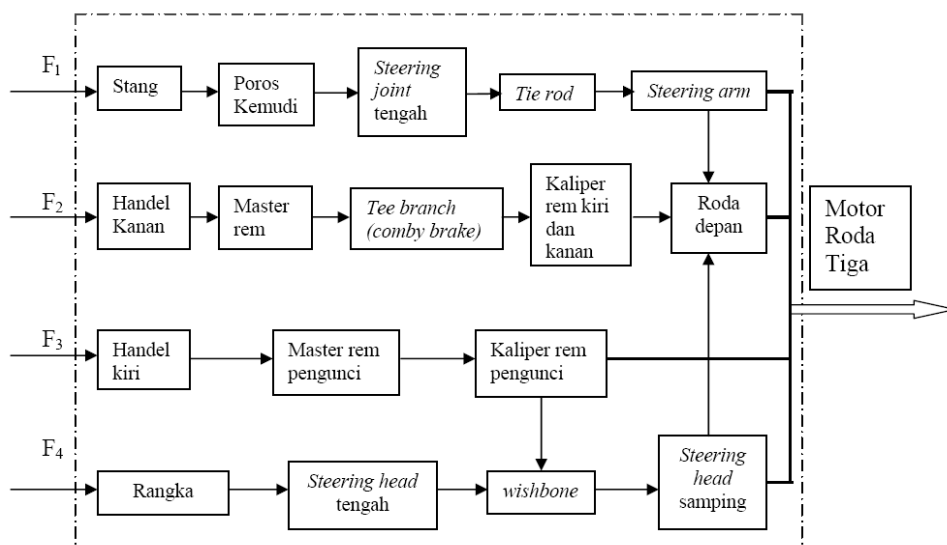 F1
Stang
Poros
Kemudi
Steering
joint
tengah
Tie rod
Steering arm
F2
Handel
Kanan
Master
rem
Tee branch
(comby brake)
Kaliper
rem kiri
dan
kanan
Roda
depan
Motor
Roda
Tiga
F3
Handel
kiri
Master rem
pengunci
Kaliper rem
pengunci
F4
Rangka
Steering head
tengah
wishbone
Steering
head
samping